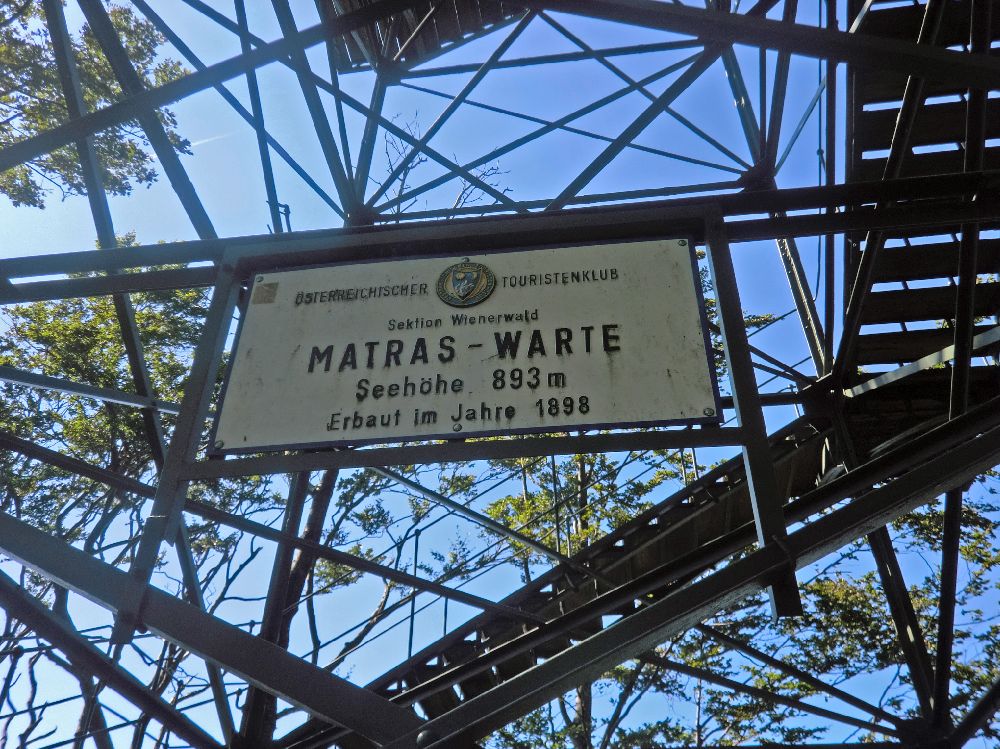 ÖSTERREICHISCHER TOURISTENKLUB
Sektion Wienerwald
MATRAS-WARTE
Seehöhe 893m
Erbaut im Jahre 1898